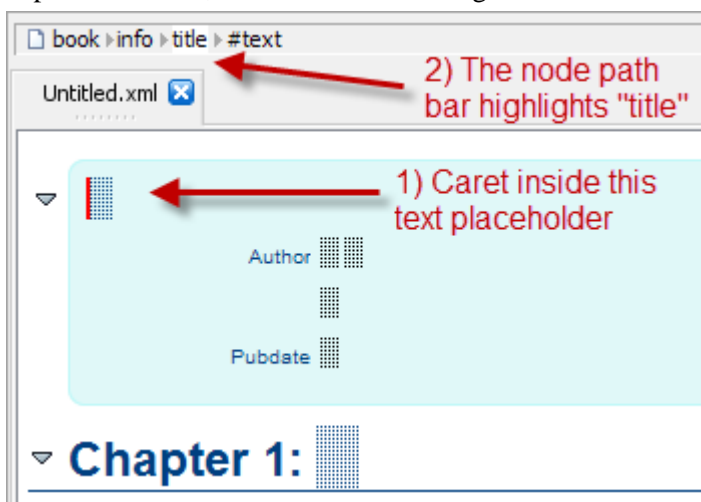 book info title #text
Untitled.xml
2) The node path
bar highlights "title"
1) Caret inside this
text placeholder
Author
Pubdate
Chapter 1: